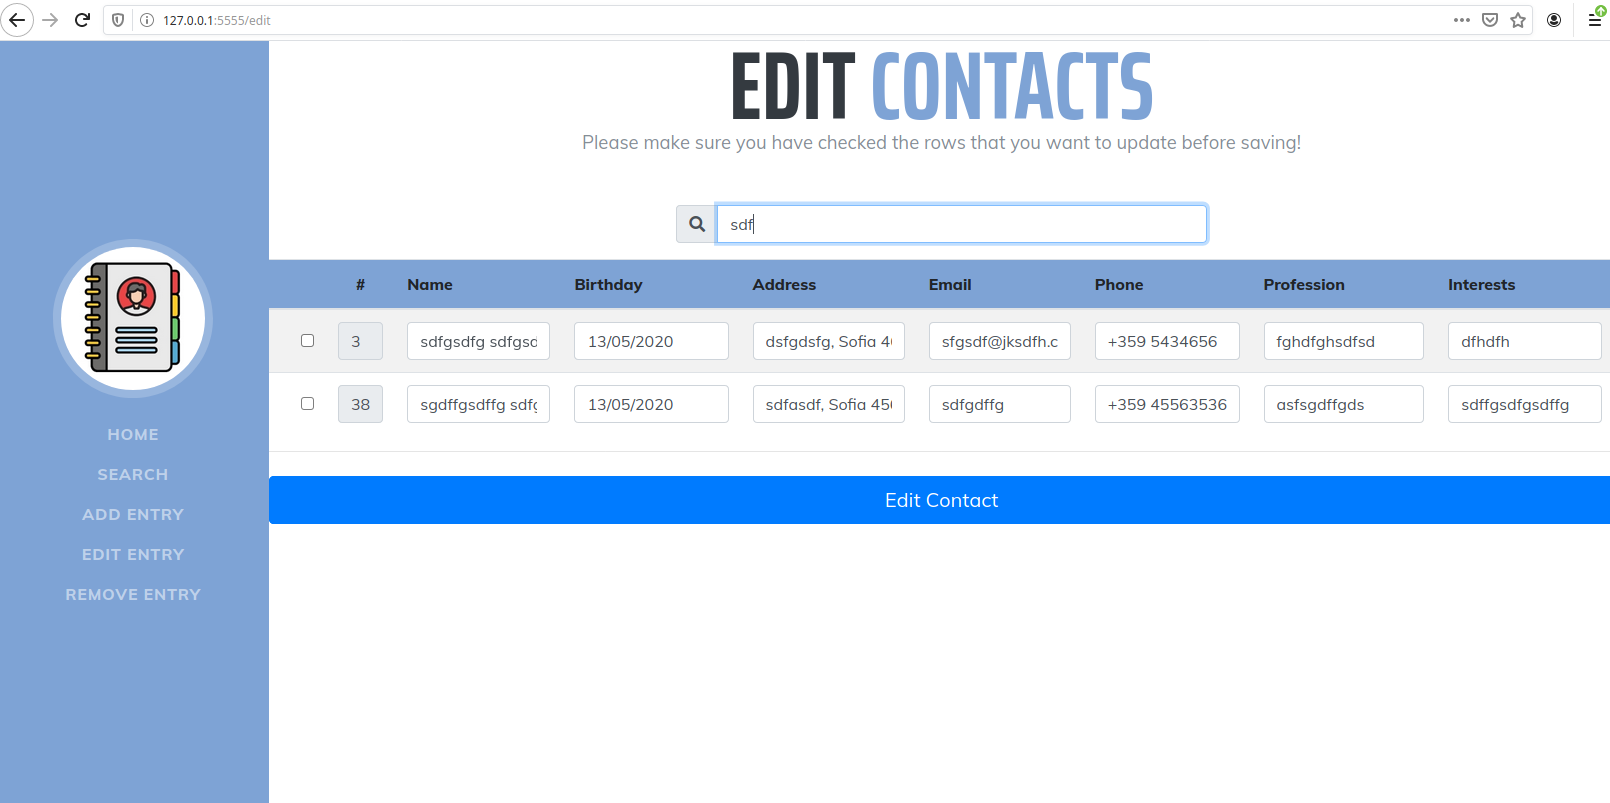 127.0.0.1:5555/edit
EDIT CONTACTS
Please make sure you have checked the rows that you want to update before saving!
sdf
# Name Birthday Address Email Phone Profession Interests
3 sdfgsdfg sdfgsd 13/05/2020 dsfgdsfg, Sofia 4 sfgsdf@jksdfh.c +359 5434656 fghdfghsdfsd dfhdfh
38 sgdffgsdffg sdfg 13/05/2020 sdfasdf, Sofia 456 sdfgdffg +359 45563536 asfsgdffgds sdffgsdfgsdffg
HOME
SEARCH
ADD ENTRY
EDIT ENTRY
REMOVE ENTRY
Edit Contact